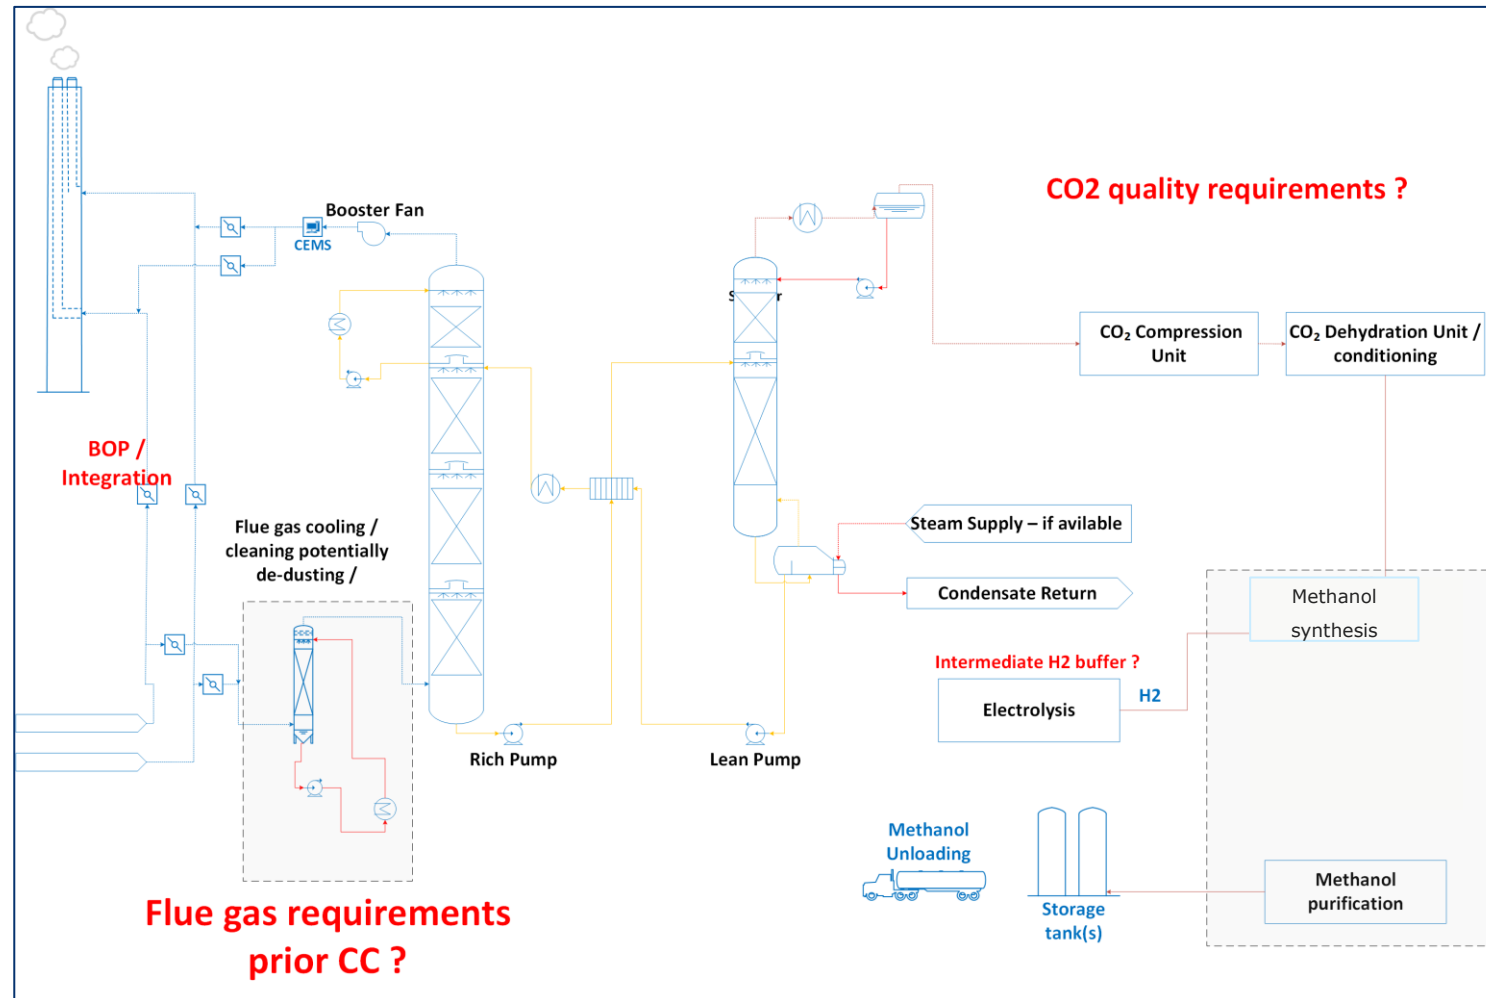 CO2 quality requirements ?
Booster Fan
CEMS
CO₂ Compression
Unit
CO₂ Dehydration Unit /
conditioning
BOP /
Integration
Flue gas cooling /
cleaning potentially
de-dusting /
Steam Supply – if avilable
Condensate Return
Methanol
synthesis
Intermediate H2 buffer ?
Electrolysis
H2
Rich Pump
Lean Pump
Methanol
Unloading
Storage
tank(s)
Methanol
purification
Flue gas requirements
prior CC ?